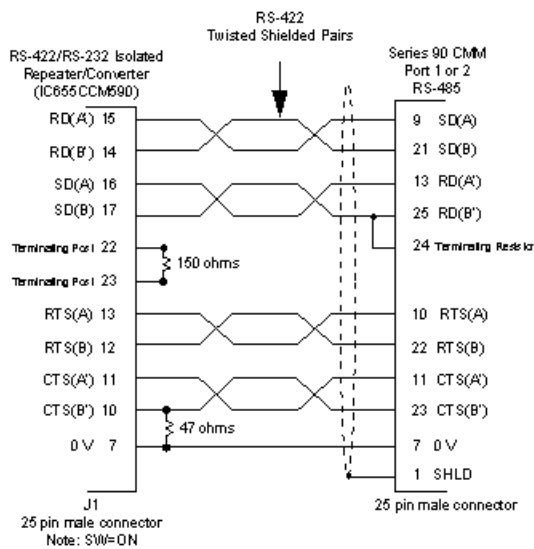 RS-422
Twisted Shielded Pairs
RS-422/RS-232 Isolated
Repeater/Converter
(IC655CCM590)
Series 90 CMM
Port 1 or 2
RS-485
RD(A') 15
9 SD(A)
RD(B') 14
21 SD(B)
SD(A) 16
13 RD(A')
SD(B) 17
25 RD(B')
Terminating Post 22
24 Terminating Resistor
150 ohms
Terminating Post 23
RTS(A) 13
10 RTS(A)
RTS(B) 12
22 RTS(B)
CTS(A') 11
11 CTS(A')
CTS(B') 10
23 CTS(B')
47 ohms
0 V 7
7 0 V
1 SHLD
J1
25 pin male connector
25 pin male connector
Note: SW=ON